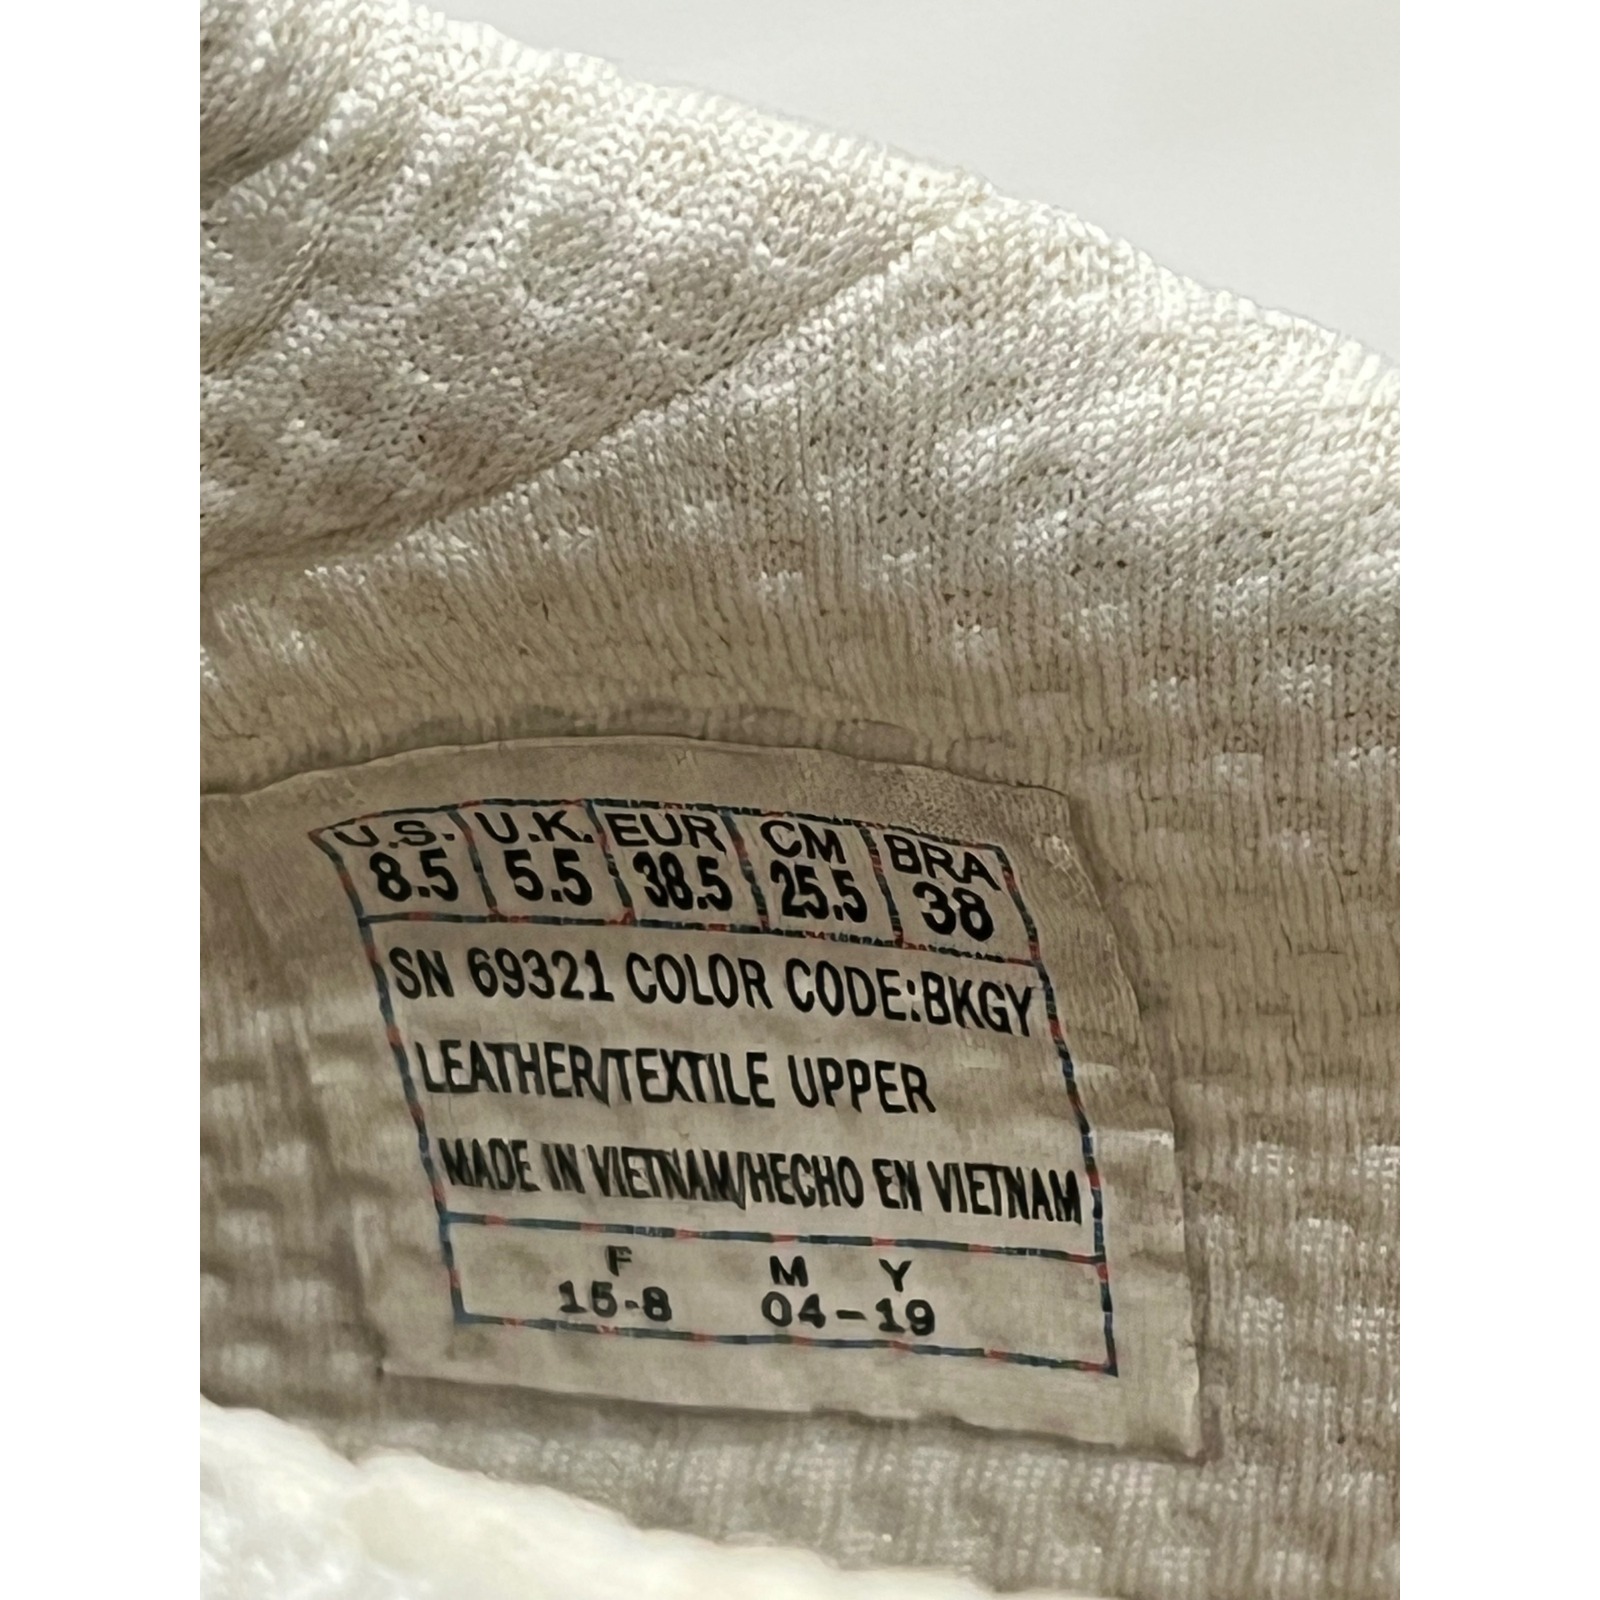 U.S. U.K. EUR CM BRA
8.5 5.5 38.5 25.5 38
SN 69321 COLOR CODE:BKGY
LEATHER/TEXTILE UPPER
MADE IN VIETNAM/HECHO EN VIETNAM
F M Y
15-8 04-19